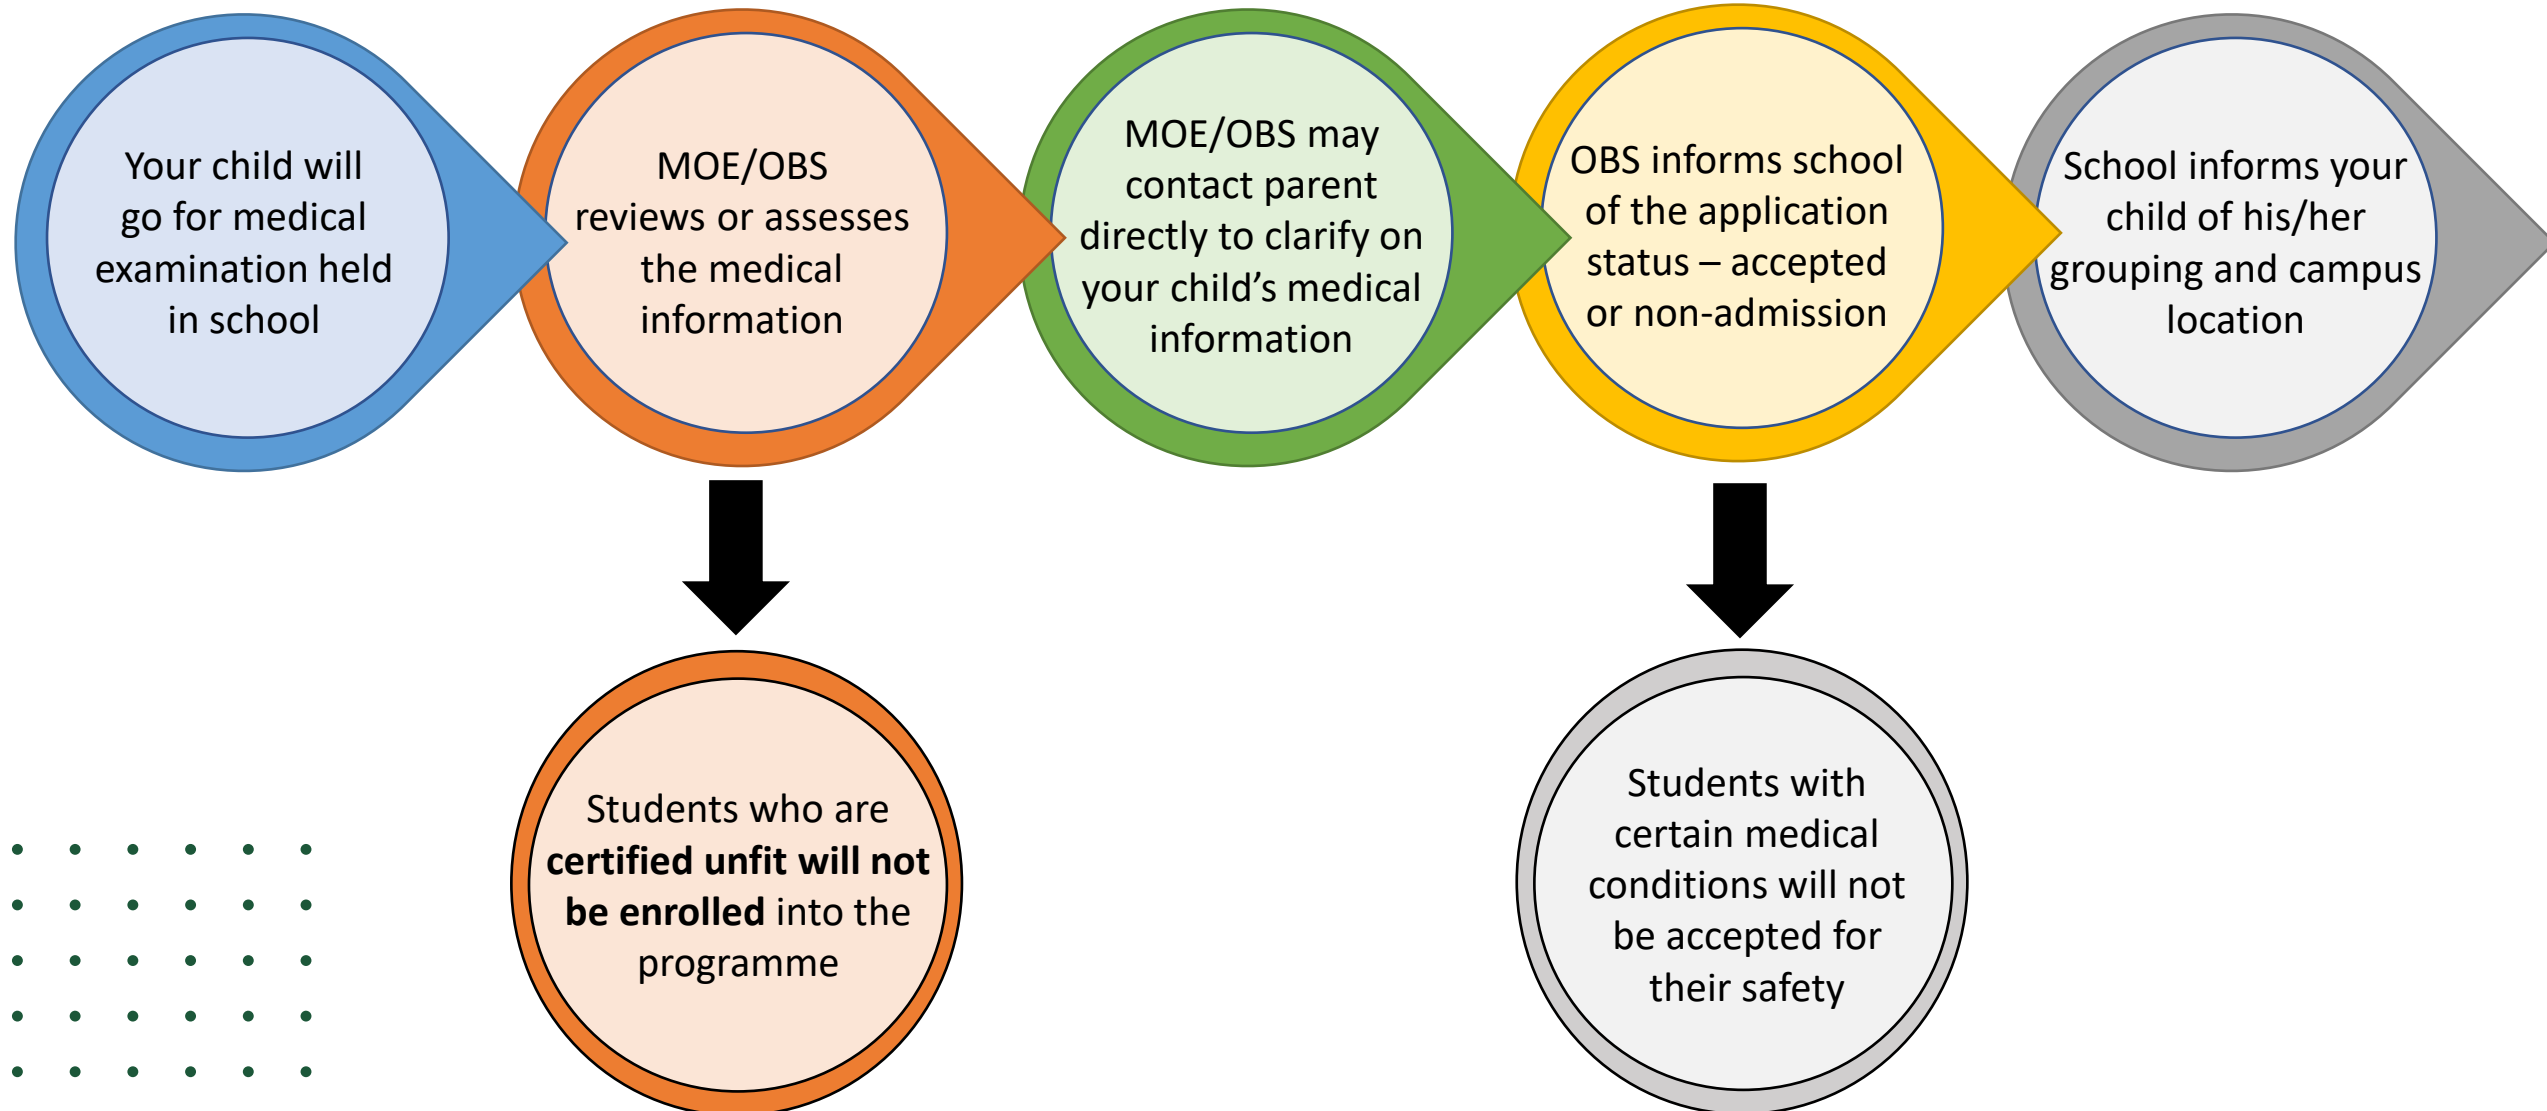 Your child will
go for medical
examination held
in school
MOE/OBS
reviews or assesses
the medical
information
MOE/OBS may
contact parent
directly to clarify on
your child’s medical
information
OBS informs school
of the application
status – accepted
or non-admission
School informs your
child of his/her
grouping and campus
location
Students who are
certified unfit will not
be enrolled into the
programme
Students with
certain medical
conditions will not
be accepted for
their safety